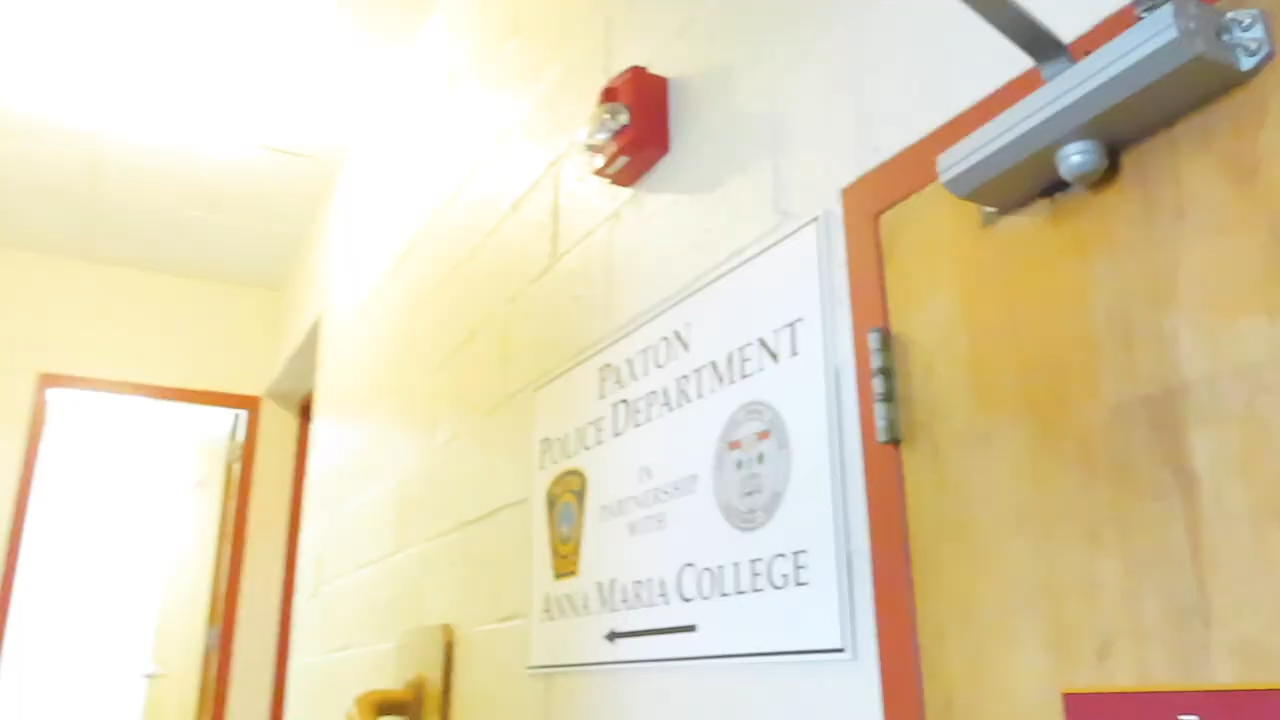 PAXTON
POLICE DEPARTMENT
IN
PARTNERSHIP
WITH
ANNA MARIA COLLEGE